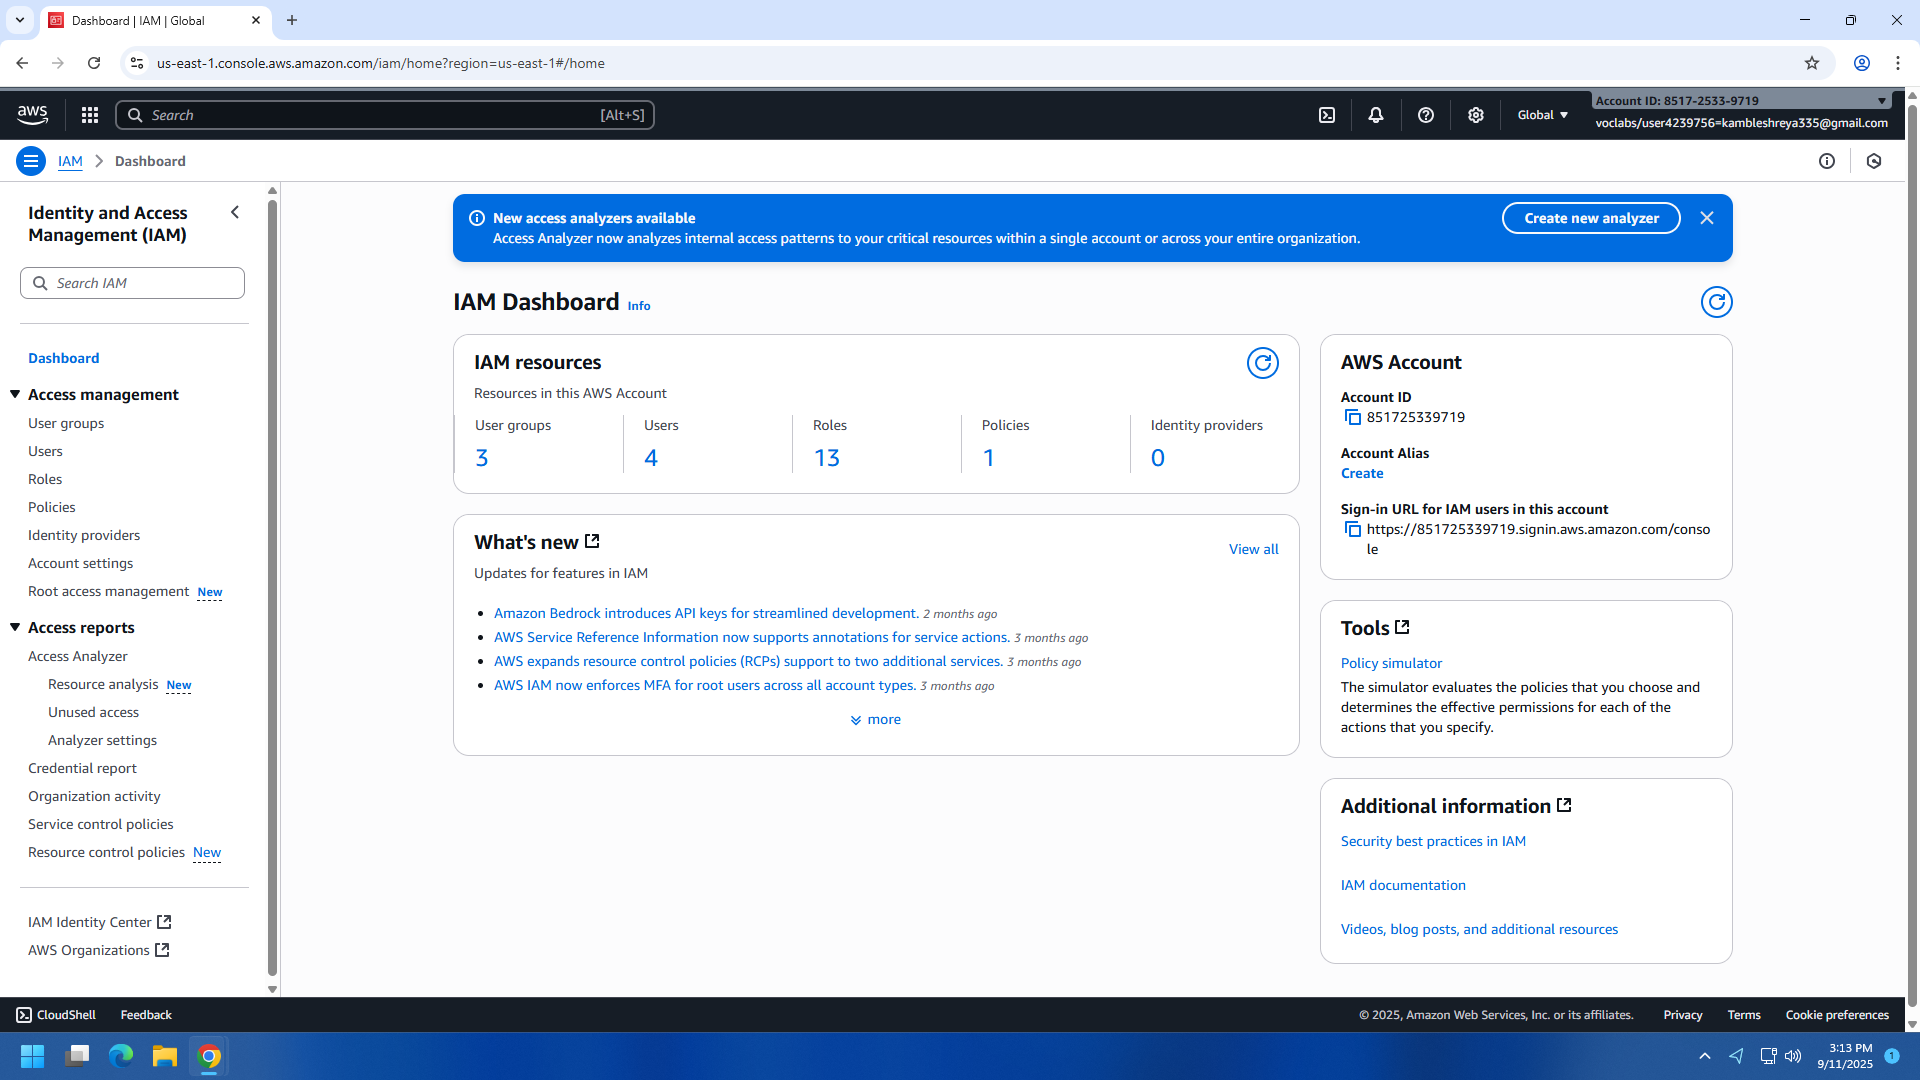 Dashboard | IAM | Global
us-east-1.console.aws.amazon.com/iam/home?region=us-east-1#/home
aws
Search
[Alt+S]
Global
Account ID: 8517-2533-9719
voclabs/user4239756=kambleshreya335@gmail.com
IAM
Dashboard
Identity and Access
Management (IAM)
Search IAM
Dashboard
Access management
User groups
Users
Roles
Policies
Identity providers
Account settings
Root access management New
Access reports
Access Analyzer
Resource analysis New
Unused access
Analyzer settings
Credential report
Organization activity
Service control policies
Resource control policies New
IAM Identity Center
AWS Organizations
New access analyzers available
Access Analyzer now analyzes internal access patterns to your critical resources within a single account or across your entire organization.
Create new analyzer
IAM Dashboard Info
IAM resources
Resources in this AWS Account
User groups
3
Users
4
Roles
13
Policies
1
Identity providers
0
What's new
View all
Updates for features in IAM
Amazon Bedrock introduces API keys for streamlined development. 2 months ago
AWS Service Reference Information now supports annotations for service actions. 3 months ago
AWS expands resource control policies (RCPs) support to two additional services. 3 months ago
AWS IAM now enforces MFA for root users across all account types. 3 months ago
more
AWS Account
Account ID
851725339719
Account Alias
Create
Sign-in URL for IAM users in this account
https://851725339719.signin.aws.amazon.com/conso
le
Tools
Policy simulator
The simulator evaluates the policies that you choose and
determines the effective permissions for each of the
actions that you specify.
Additional information
Security best practices in IAM
IAM documentation
Videos, blog posts, and additional resources
CloudShell
Feedback
© 2025, Amazon Web Services, Inc. or its affiliates.
Privacy
Terms
Cookie preferences
3:13 PM
9/11/2025
1